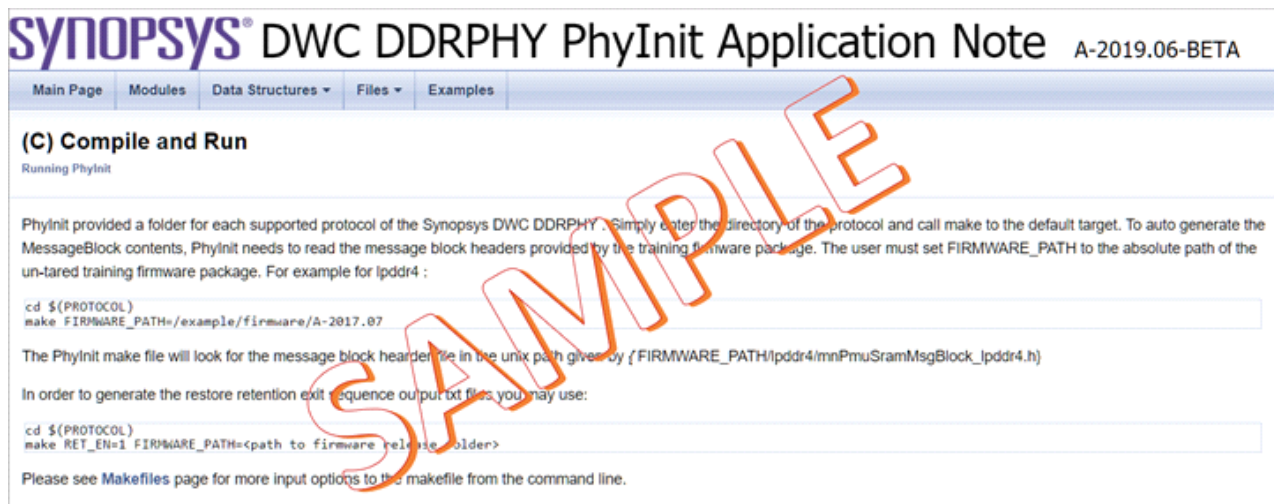 SYNOPSYS® DWC DDRPHY PhyInit Application Note A-2019.06-BETA
Main Page Modules Data Structures Files Examples
(C) Compile and Run
Running PhyInit
PhyInit provided a folder for each supported protocol of the Synopsys DWC DDRPHY . Simply enter the directory of the protocol and call make to the default target. To auto generate the
MessageBlock contents, PhyInit needs to read the message block headers provided by the training firmware package. The user must set FIRMWARE_PATH to the absolute path of the
un-tared training firmware package. For example for lpddr4 :
cd $(PROTOCOL)
make FIRMWARE_PATH=/example/firmware/A-2017.07
The PhyInit make file will look for the message block hearder file in the unix path given by { FIRMWARE_PATH/lpddr4/mnPmuSramMsgBlock_lpddr4.h}
In order to generate the restore retention exit sequence output txt files you may use:
cd $(PROTOCOL)
make RET_EN=1 FIRMWARE_PATH=<path to firmware release folder>
Please see Makefiles page for more input options to the makefile from the command line.
SAMPLE